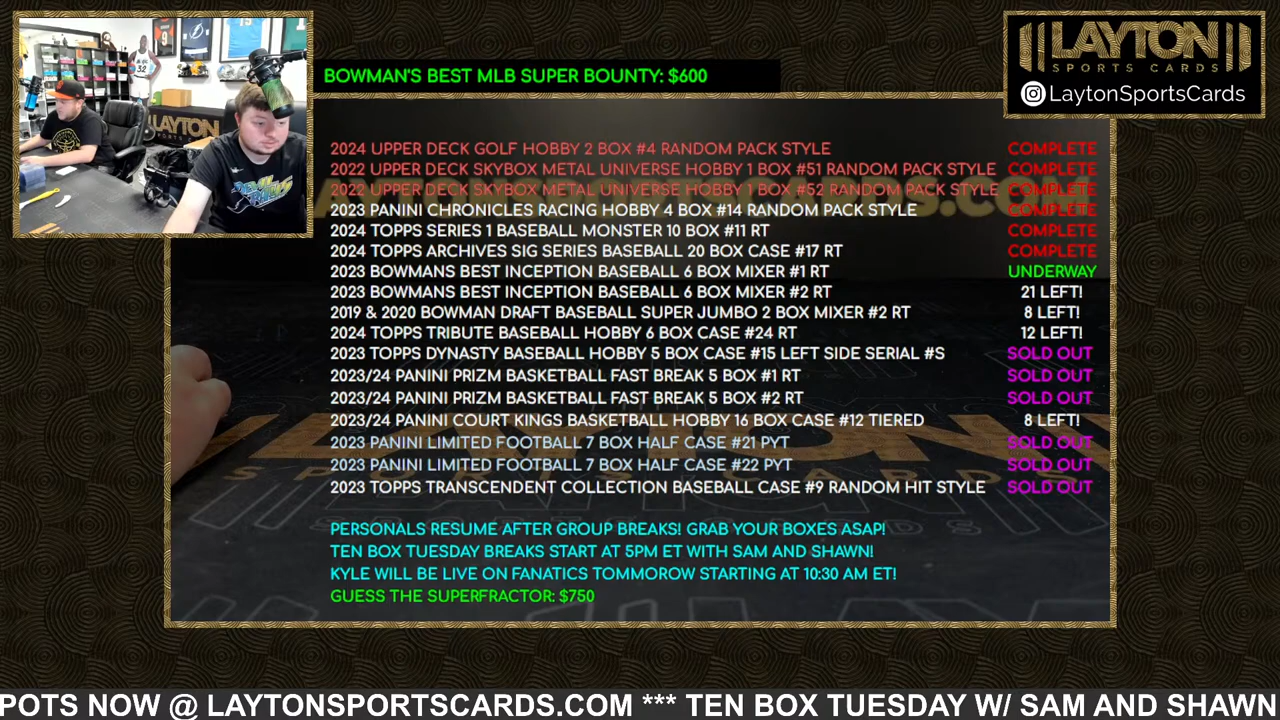 LAYTON
SPORTS CARDS
LaytonSportsCards
BOWMAN'S BEST MLB SUPER BOUNTY: $600
2024 UPPER DECK GOLF HOBBY 2 BOX #4 RANDOM PACK STYLE COMPLETE
2022 UPPER DECK SKYBOX METAL UNIVERSE HOBBY 1 BOX #51 RANDOM PACK STYLE COMPLETE
2022 UPPER DECK SKYBOX METAL UNIVERSE HOBBY 1 BOX #52 RANDOM PACK STYLE COMPLETE
2023 PANINI CHRONICLES RACING HOBBY 4 BOX #14 RANDOM PACK STYLE COMPLETE
2024 TOPPS SERIES 1 BASEBALL MONSTER 10 BOX #11 RT COMPLETE
2024 TOPPS ARCHIVES SIG SERIES BASEBALL 20 BOX CASE #17 RT COMPLETE
2023 BOWMANS BEST INCEPTION BASEBALL 6 BOX MIXER #1 RT UNDERWAY
2023 BOWMANS BEST INCEPTION BASEBALL 6 BOX MIXER #2 RT 21 LEFT!
2019 & 2020 BOWMAN DRAFT BASEBALL SUPER JUMBO 2 BOX MIXER #2 RT 8 LEFT!
2024 TOPPS TRIBUTE BASEBALL HOBBY 6 BOX CASE #24 RT 12 LEFT!
2023 TOPPS DYNASTY BASEBALL HOBBY 5 BOX CASE #15 LEFT SIDE SERIAL #S SOLD OUT
2023/24 PANINI PRIZM BASKETBALL FAST BREAK 5 BOX #1 RT SOLD OUT
2023/24 PANINI PRIZM BASKETBALL FAST BREAK 5 BOX #2 RT SOLD OUT
2023/24 PANINI COURT KINGS BASKETBALL HOBBY 16 BOX CASE #12 TIERED 8 LEFT!
2023 PANINI LIMITED FOOTBALL 7 BOX HALF CASE #21 PYT SOLD OUT
2023 PANINI LIMITED FOOTBALL 7 BOX HALF CASE #22 PYT SOLD OUT
2023 TOPPS TRANSCENDENT COLLECTION BASEBALL CASE #9 RANDOM HIT STYLE SOLD OUT
PERSONALS RESUME AFTER GROUP BREAKS! GRAB YOUR BOXES ASAP!
TEN BOX TUESDAY BREAKS START AT 5PM ET WITH SAM AND SHAWN!
KYLE WILL BE LIVE ON FANATICS TOMMOROW STARTING AT 10:30 AM ET!
GUESS THE SUPERFRACTOR: $750
POTS NOW @ LAYTONSPORTSCARDS.COM *** TEN BOX TUESDAY W/ SAM AND SHAWN